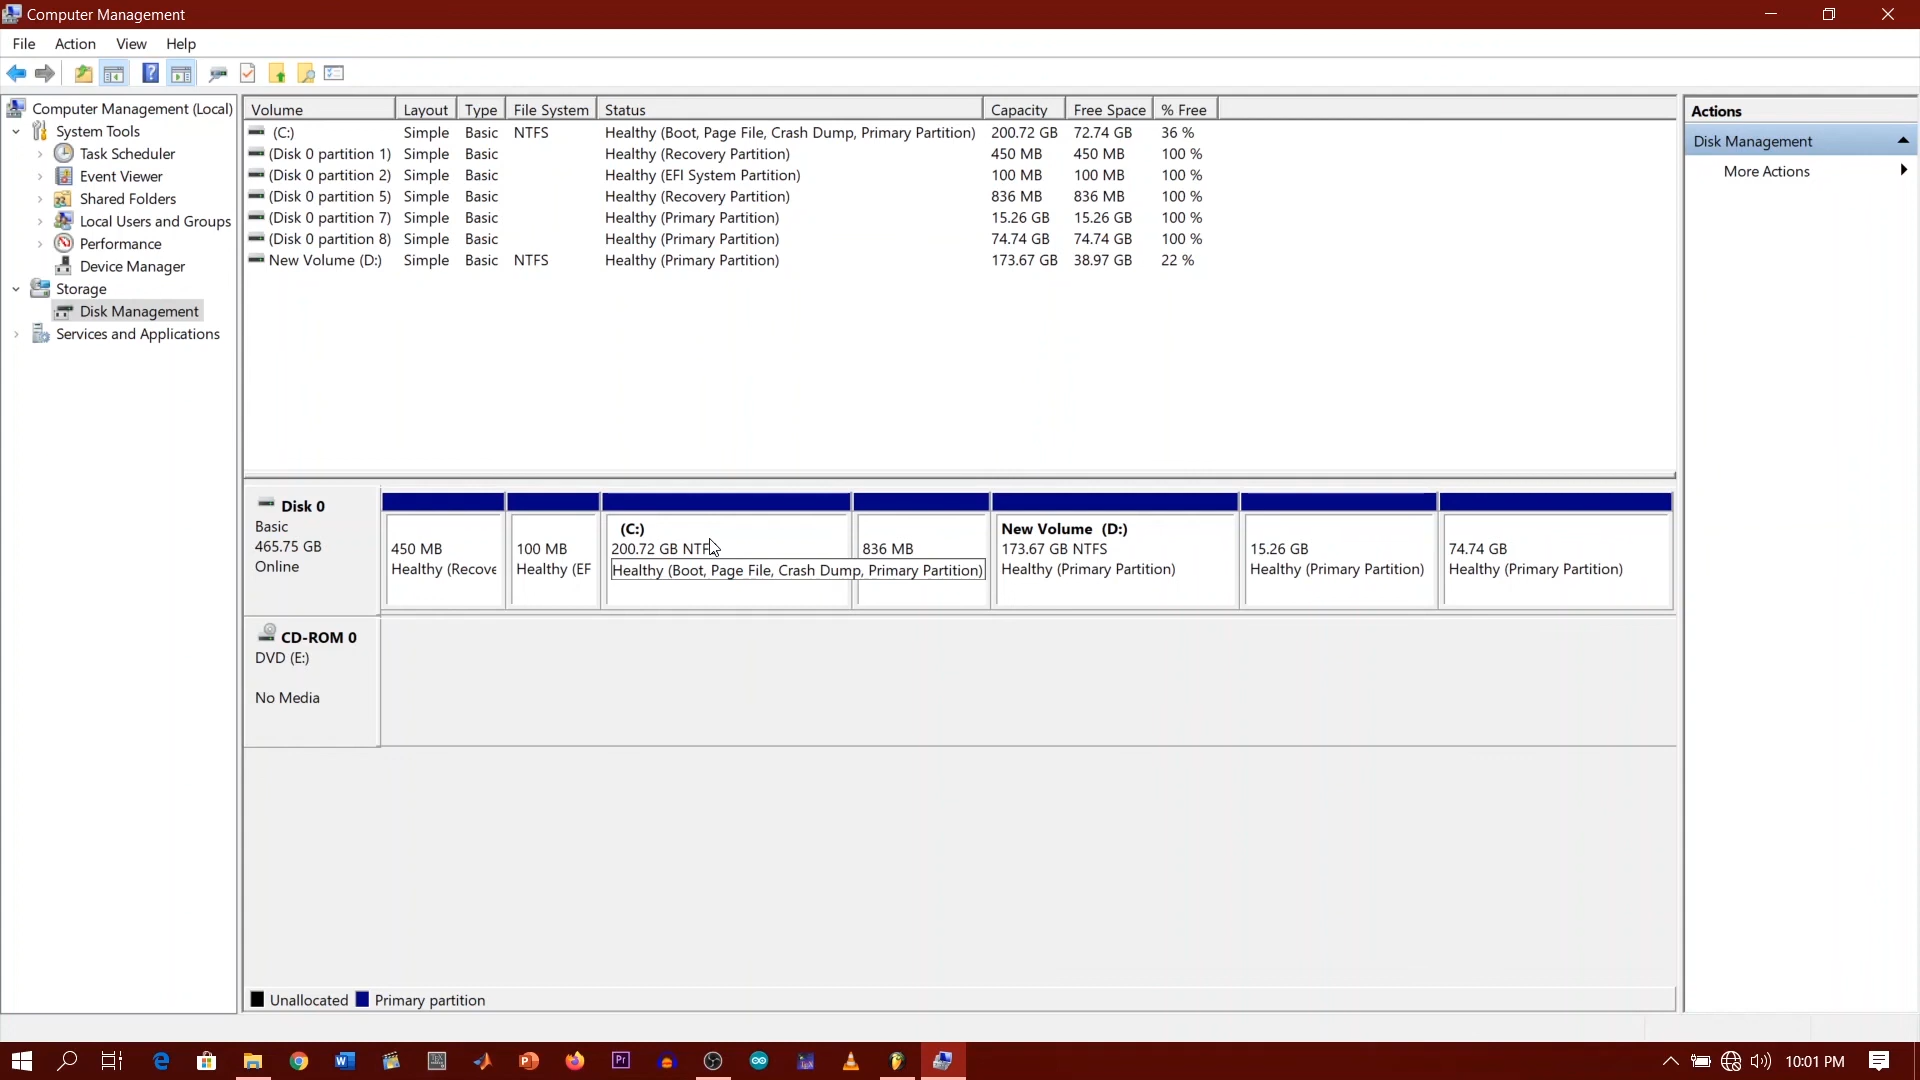 Computer Management
File Action View Help
Computer Management (Local)
System Tools
Task Scheduler
Event Viewer
Shared Folders
Local Users and Groups
Performance
Device Manager
Storage
Disk Management
Services and Applications
Volume Layout Type File System Status Capacity Free Space % Free
(C:) Simple Basic NTFS Healthy (Boot, Page File, Crash Dump, Primary Partition) 200.72 GB 72.74 GB 36 %
(Disk 0 partition 1) Simple Basic Healthy (Recovery Partition) 450 MB 450 MB 100 %
(Disk 0 partition 2) Simple Basic Healthy (EFI System Partition) 100 MB 100 MB 100 %
(Disk 0 partition 5) Simple Basic Healthy (Recovery Partition) 836 MB 836 MB 100 %
(Disk 0 partition 7) Simple Basic Healthy (Primary Partition) 15.26 GB 15.26 GB 100 %
(Disk 0 partition 8) Simple Basic Healthy (Primary Partition) 74.74 GB 74.74 GB 100 %
New Volume (D:) Simple Basic NTFS Healthy (Primary Partition) 173.67 GB 38.97 GB 22 %
Disk 0
Basic
465.75 GB
Online
450 MB
Healthy (Recove
100 MB
Healthy (EF
(C:)
200.72 GB NTF
Healthy (Boot, Page File, Crash Dump, Primary Partition)
836 MB
New Volume (D:)
173.67 GB NTFS
Healthy (Primary Partition)
15.26 GB
Healthy (Primary Partition)
74.74 GB
Healthy (Primary Partition)
CD-ROM 0
DVD (E:)
No Media
Unallocated Primary partition
Actions
Disk Management
More Actions
10:01 PM